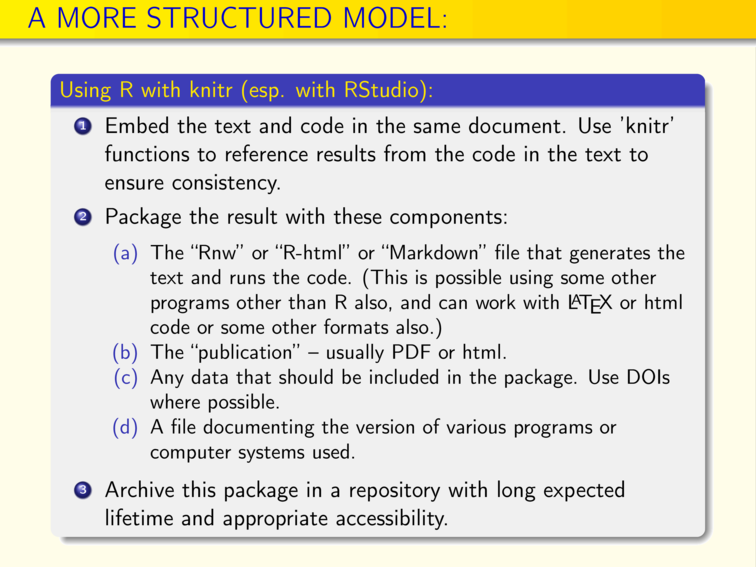 A MORE STRUCTURED MODEL:
Using R with knitr (esp. with RStudio):
1 Embed the text and code in the same document. Use 'knitr'
functions to reference results from the code in the text to
ensure consistency.
2 Package the result with these components:
(a) The “Rnw” or “R-html” or “Markdown” file that generates the
text and runs the code. (This is possible using some other
programs other than R also, and can work with LATEX or html
code or some other formats also.)
(b) The “publication” – usually PDF or html.
(c) Any data that should be included in the package. Use DOIs
where possible.
(d) A file documenting the version of various programs or
computer systems used.
3 Archive this package in a repository with long expected
lifetime and appropriate accessibility.